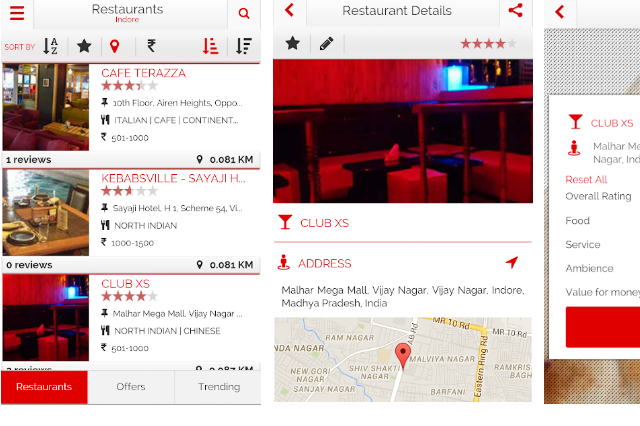 Restaurants
Indore
SORT BY A Z
CAFE TERAZZA
10th Floor, Airen Heights, Oppo...
ITALIAN | CAFE | CONTINENT...
₹ 501-1000
1 reviews 0.081 KM
KEBABSVILLE - SAYAJI H...
Sayaji Hotel, H 1, Scheme 54, Vi...
NORTH INDIAN
₹ 1000-1500
0 reviews 0.081 KM
CLUB XS
Malhar Mega Mall, Vijay Nagar ...
NORTH INDIAN | CHINESE
₹ 501-1000
Restaurants Offers Trending
Restaurant Details
CLUB XS
ADDRESS
Malhar Mega Mall, Vijay Nagar, Vijay Nagar, Indore,
Madhya Pradesh, India
MR 10 Rd
MR 10 Rd
AB Rd
RAM NAGAR
NDA NAGAR
MALVIYA NAGAR
SHIV SHAKTI
NAGAR
Eastern Ring Rd
RAMKRIS
BAG
NEW GORI
NAGAR
BARFANI
SANJAY NAGAR
CLUB XS
Malhar Me
Nagar, Ind
Reset All
Overall Rating
Food
Service
Ambience
Value for money